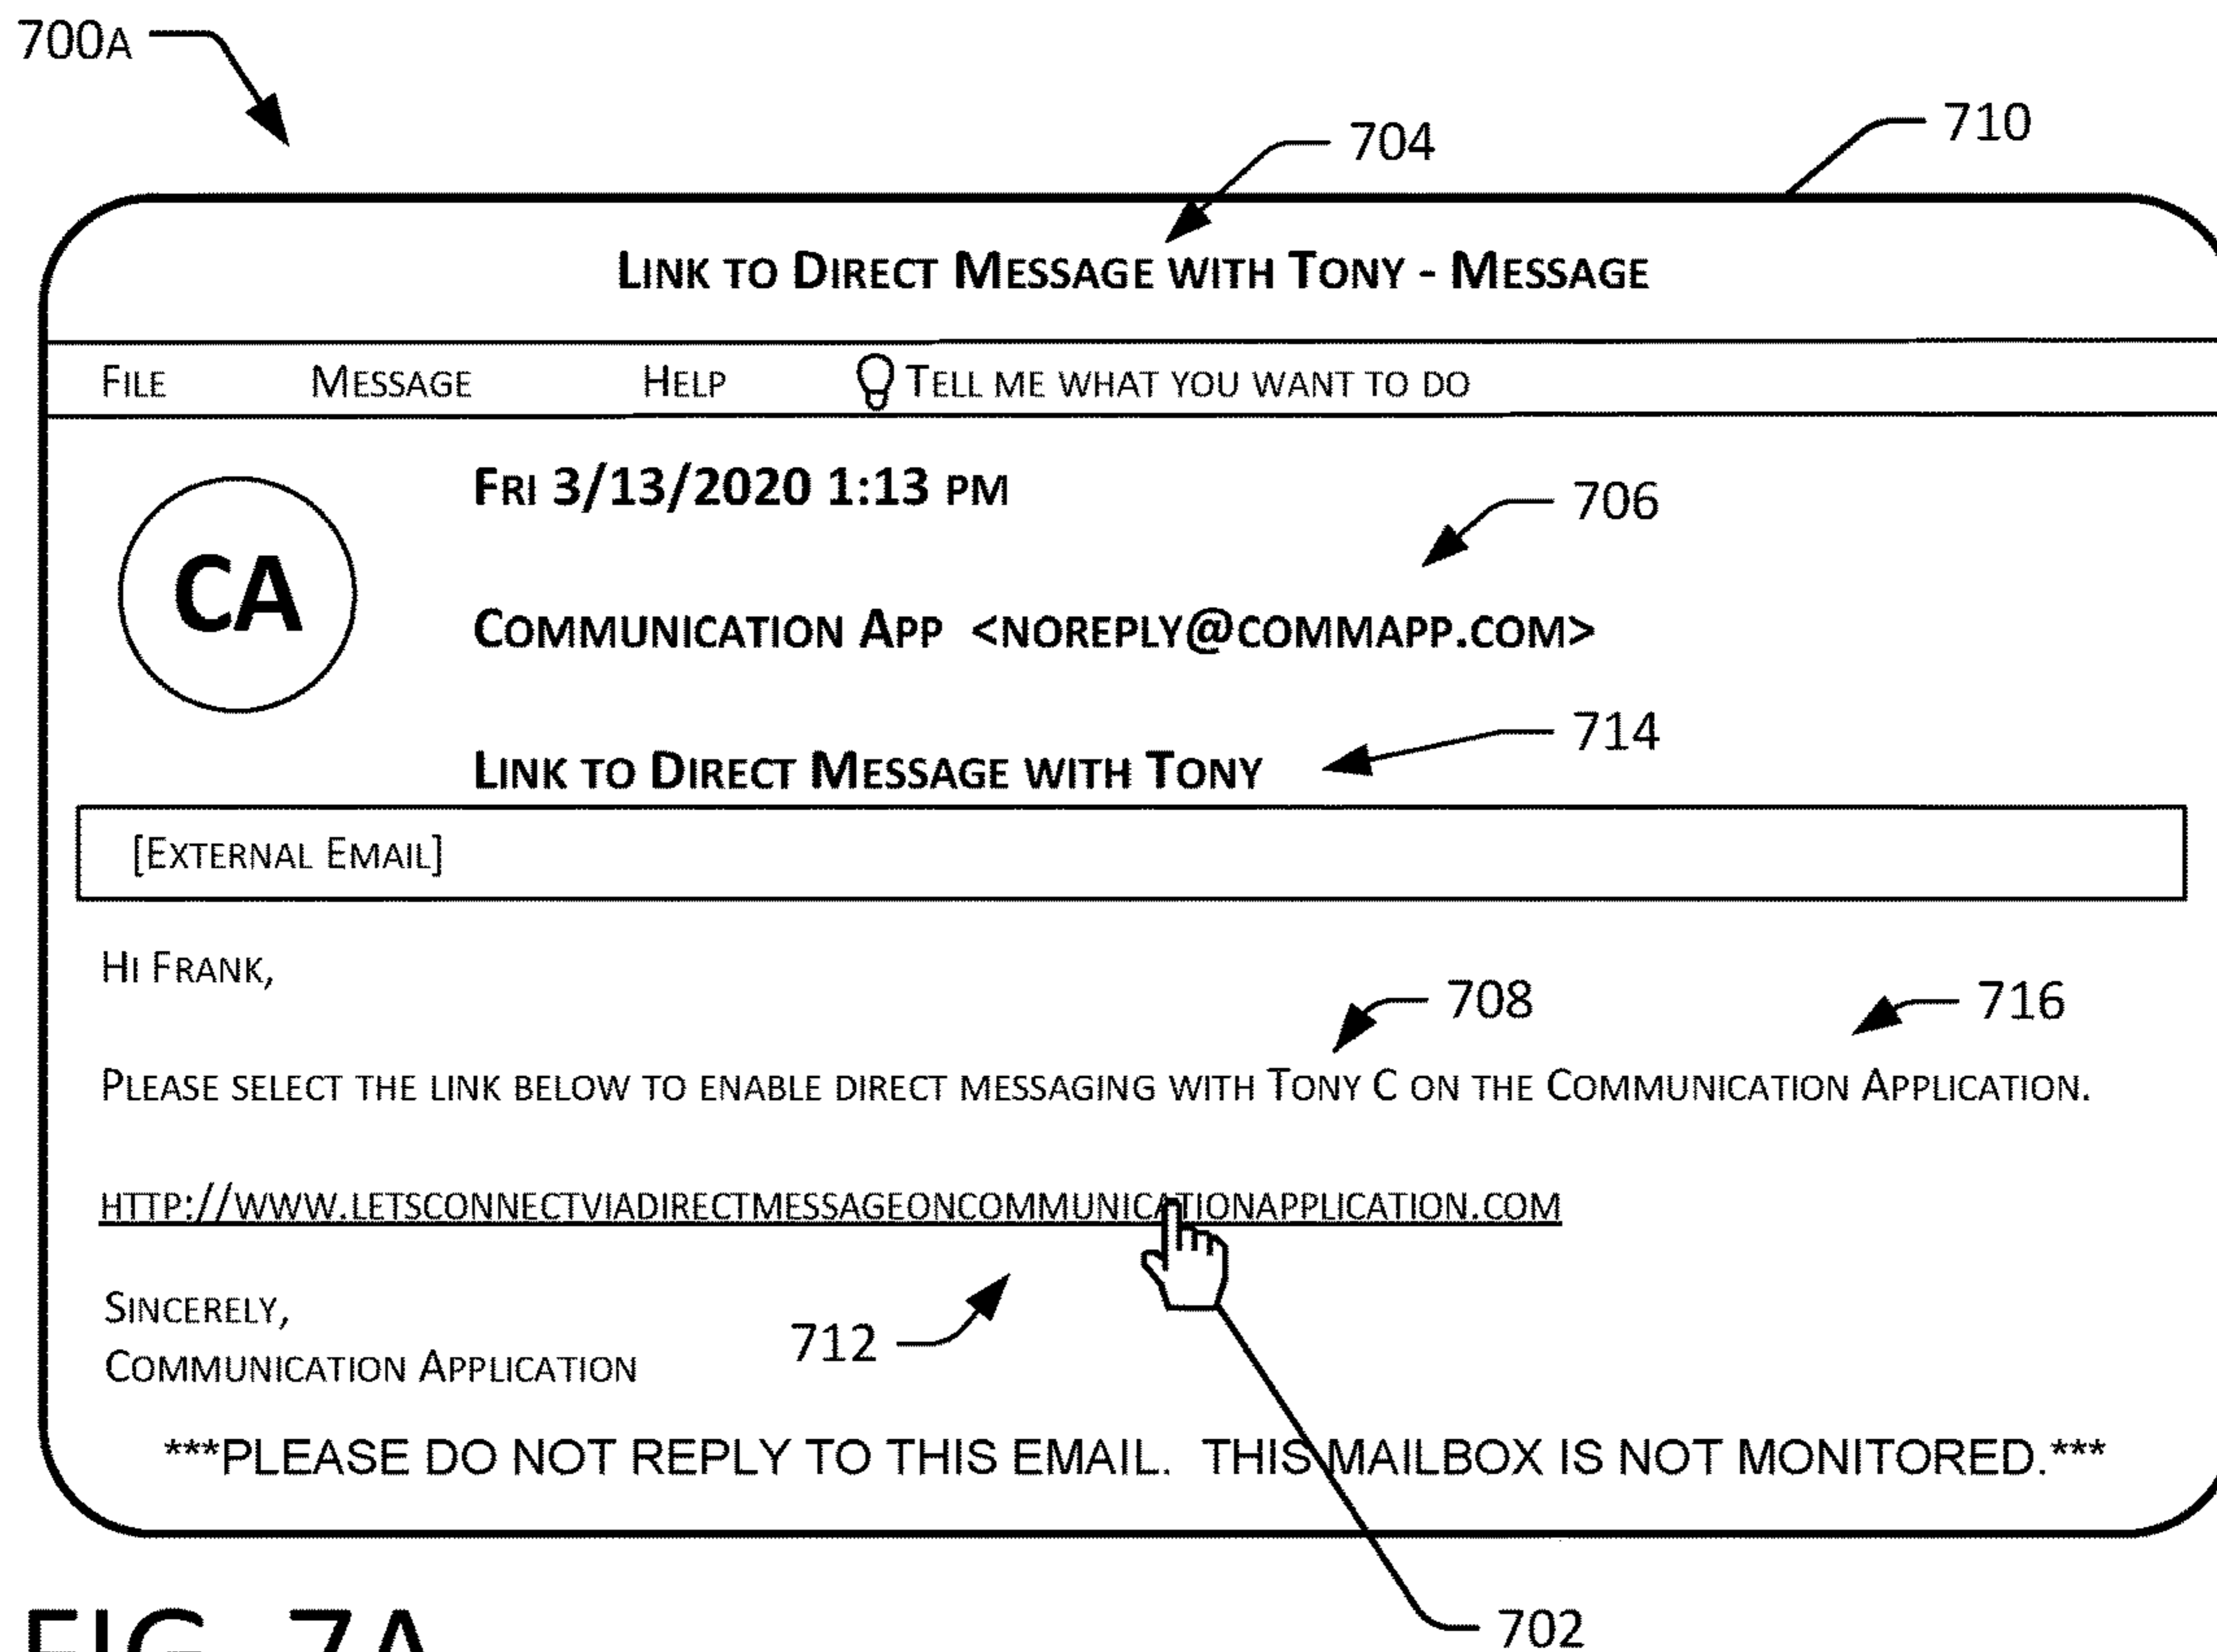 700A
704
710
Link to Direct Message with Tony - Message
File Message Help Tell me what you want to do
Fri 3/13/2020 1:13 pm
706
CA
Communication App <noreply@commapp.com>
714
Link to Direct Message with Tony
[External Email]
Hi Frank,
708
716
Please select the link below to enable direct messaging with Tony C on the Communication Application.
http://www.letsconnectviadirectmessageoncommunicationapplication.com
Sincerely,
712
Communication Application
***PLEASE DO NOT REPLY TO THIS EMAIL. THIS MAILBOX IS NOT MONITORED.***
702
FIG. 7A